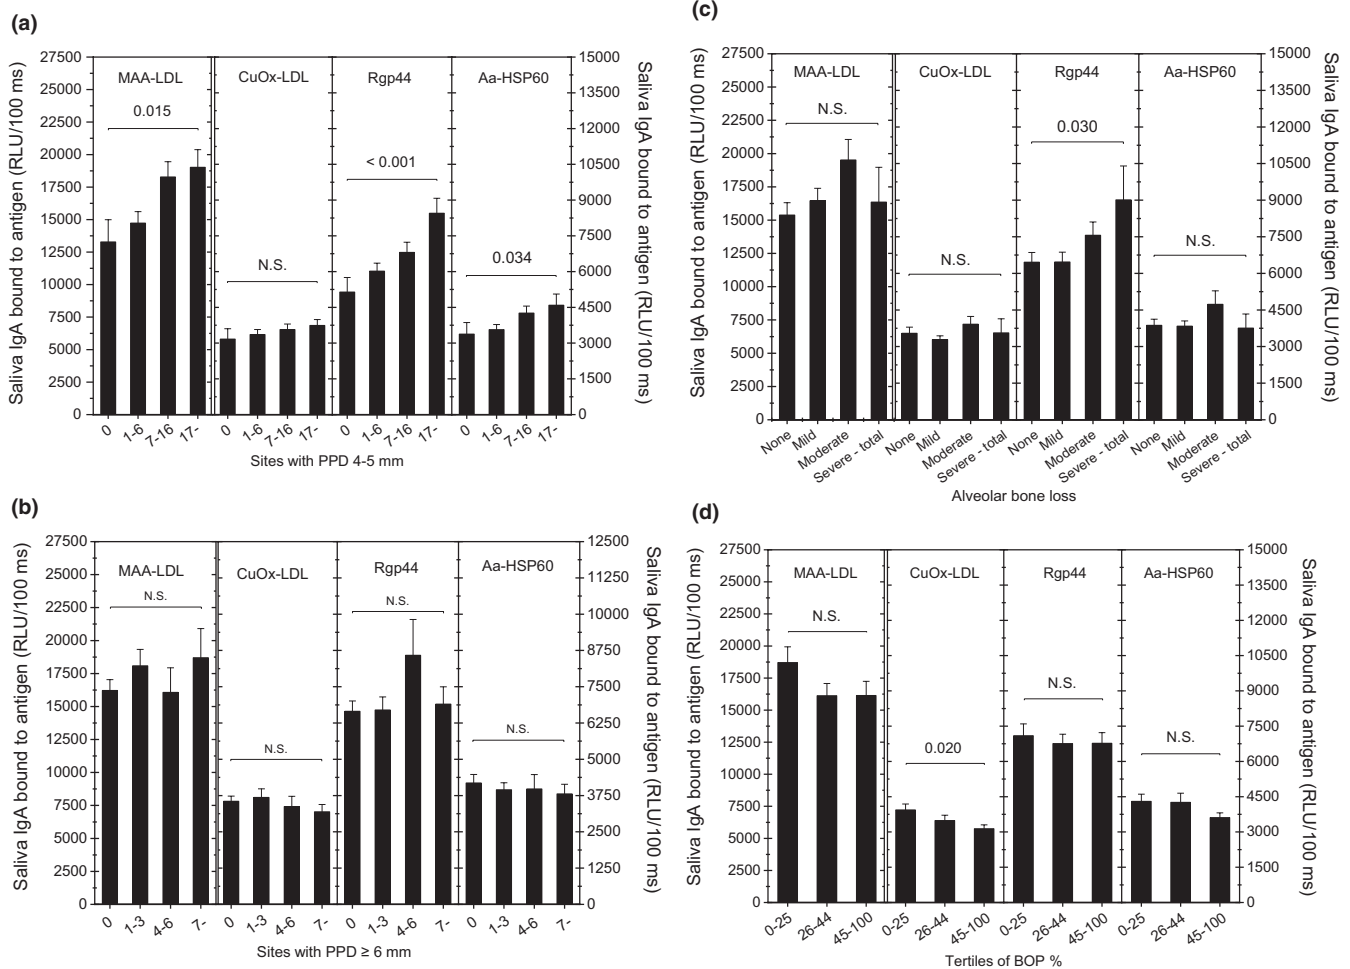 (a)
Saliva IgA bound to antigen (RLU/100 ms)
27500
25000
22500
20000
17500
15000
12500
10000
7500
5000
2500
0
MAA-LDL
CuOx-LDL
Rgp44
Aa-HSP60
0.015
N.S.
< 0.001
0.034
15000
13500
12000
10500
9000
7500
6000
4500
3000
1500
0
Saliva IgA bound to antigen (RLU/100 ms)
0 1-6 7-16 17- 0 1-6 7-16 17- 0 1-6 7-16 17- 0 1-6 7-16 17-
Sites with PPD 4-5 mm
(b)
Saliva IgA bound to antigen (RLU/100 ms)
27500
25000
22500
20000
17500
15000
12500
10000
7500
5000
2500
0
MAA-LDL
CuOx-LDL
Rgp44
Aa-HSP60
N.S.
N.S.
N.S.
N.S.
12500
11250
10000
8750
7500
6250
5000
3750
2500
1250
0
Saliva IgA bound to antigen (RLU/100 ms)
0 1-3 4-6 7- 0 1-3 4-6 7- 0 1-3 4-6 7- 0 1-3 4-6 7-
Sites with PPD ≥ 6 mm
(c)
Saliva IgA bound to antigen (RLU/100 ms)
27500
25000
22500
20000
17500
15000
12500
10000
7500
5000
2500
0
MAA-LDL
CuOx-LDL
Rgp44
Aa-HSP60
N.S.
N.S.
0.030
N.S.
15000
13500
12000
10500
9000
7500
6000
4500
3000
1500
0
Saliva IgA bound to antigen (RLU/100 ms)
None Mild Moderate Severe - total None Mild Moderate Severe - total None Mild Moderate Severe - total None Mild Moderate Severe - total
Alveolar bone loss
(d)
Saliva IgA bound to antigen (RLU/100 ms)
27500
25000
22500
20000
17500
15000
12500
10000
7500
5000
2500
0
MAA-LDL
CuOx-LDL
Rgp44
Aa-HSP60
N.S.
0.020
N.S.
N.S.
15000
13500
12000
10500
9000
7500
6000
4500
3000
1500
0
Saliva IgA bound to antigen (RLU/100 ms)
0-25 26-44 45-100 0-25 26-44 45-100 0-25 26-44 45-100 0-25 26-44 45-100
Tertiles of BOP %